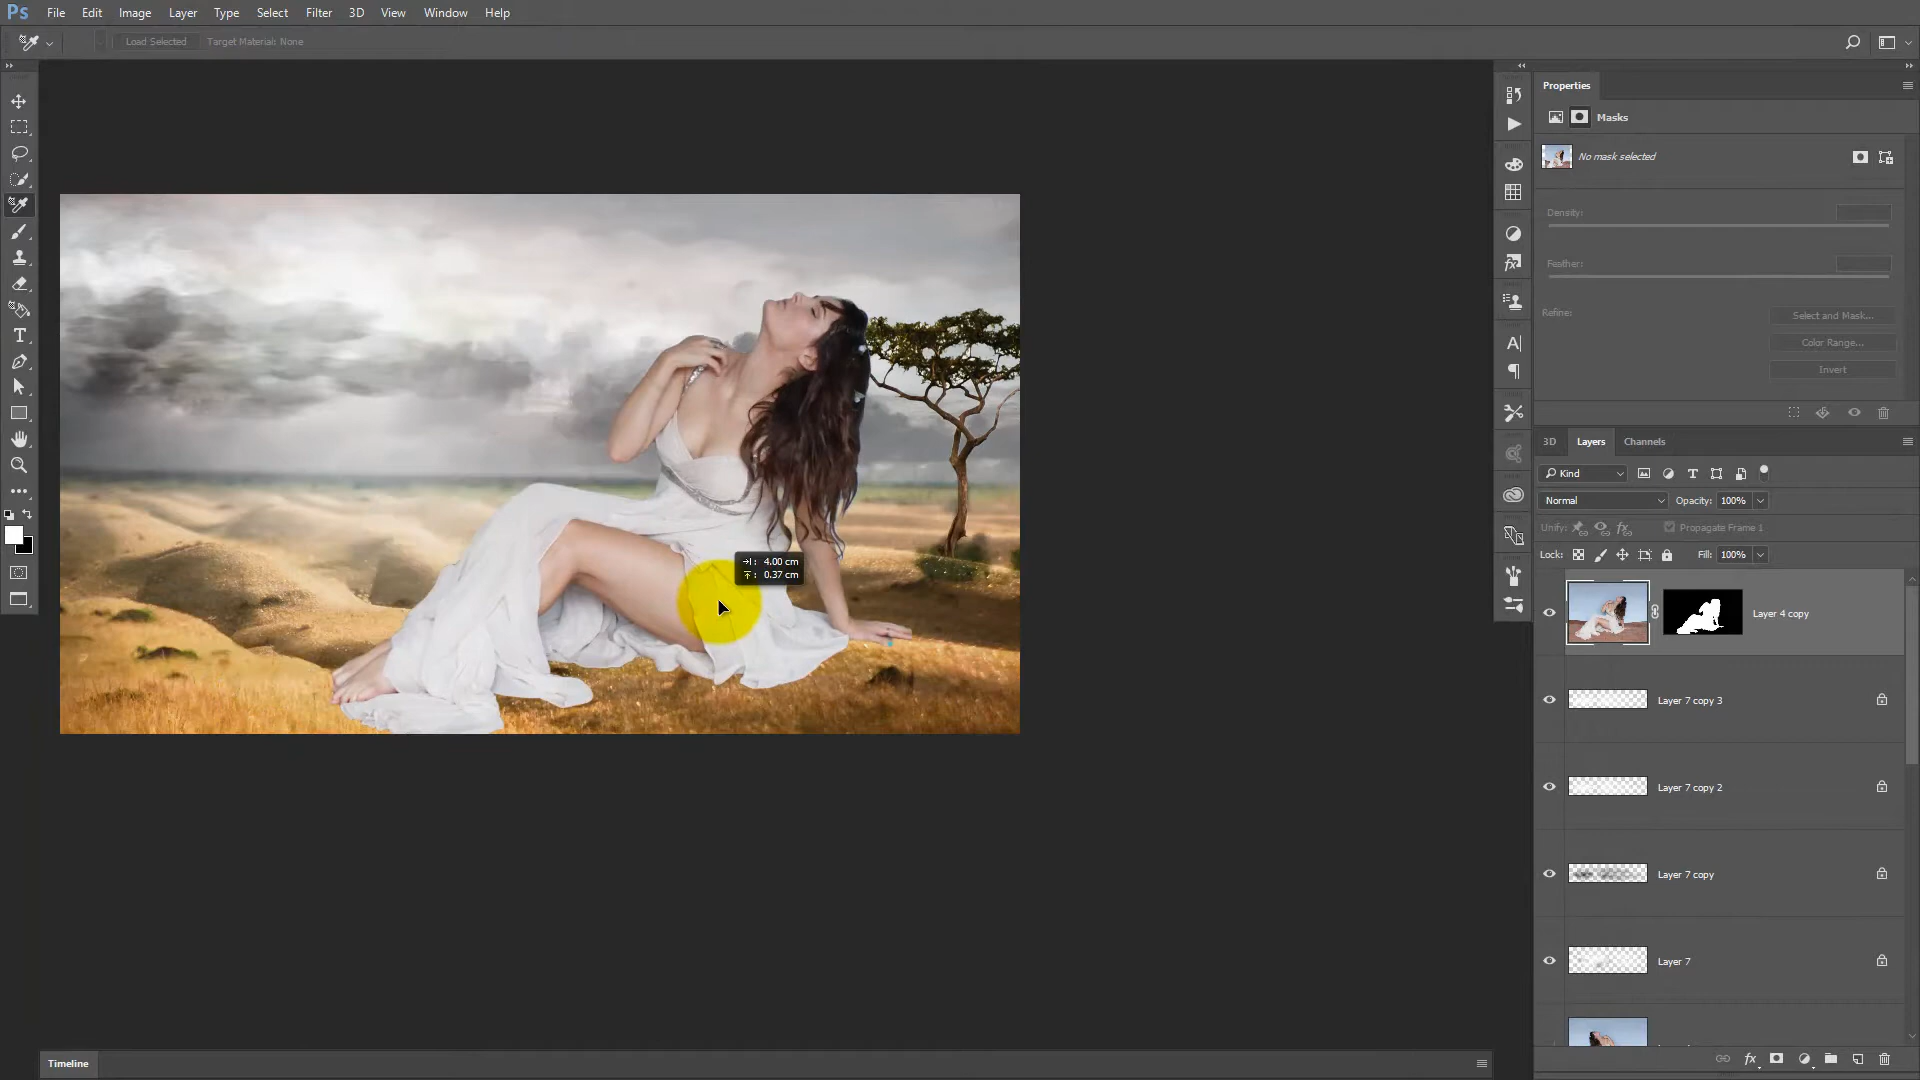 Ps File Edit Image Layer Type Select Filter 3D View Window Help
Load Selected Target Material: None
Properties
Masks
No mask selected
Density:
Feather:
Refine: Select and Mask...
Color Range...
Invert
3D Layers Channels
Kind
Normal Opacity: 100%
Unify: Propagate Frame 1
Lock: Fill: 100%
4.00 cm
0.37 cm
Layer 4 copy
Layer 7 copy 3
Layer 7 copy 2
Layer 7 copy
Layer 7
Timeline